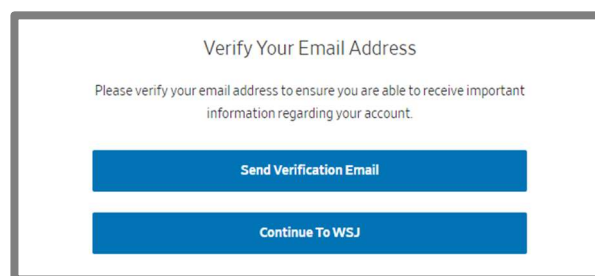 Verify Your Email Address
Please verify your email address to ensure you are able to receive important
information regarding your account.
Send Verification Email
Continue To WSJ